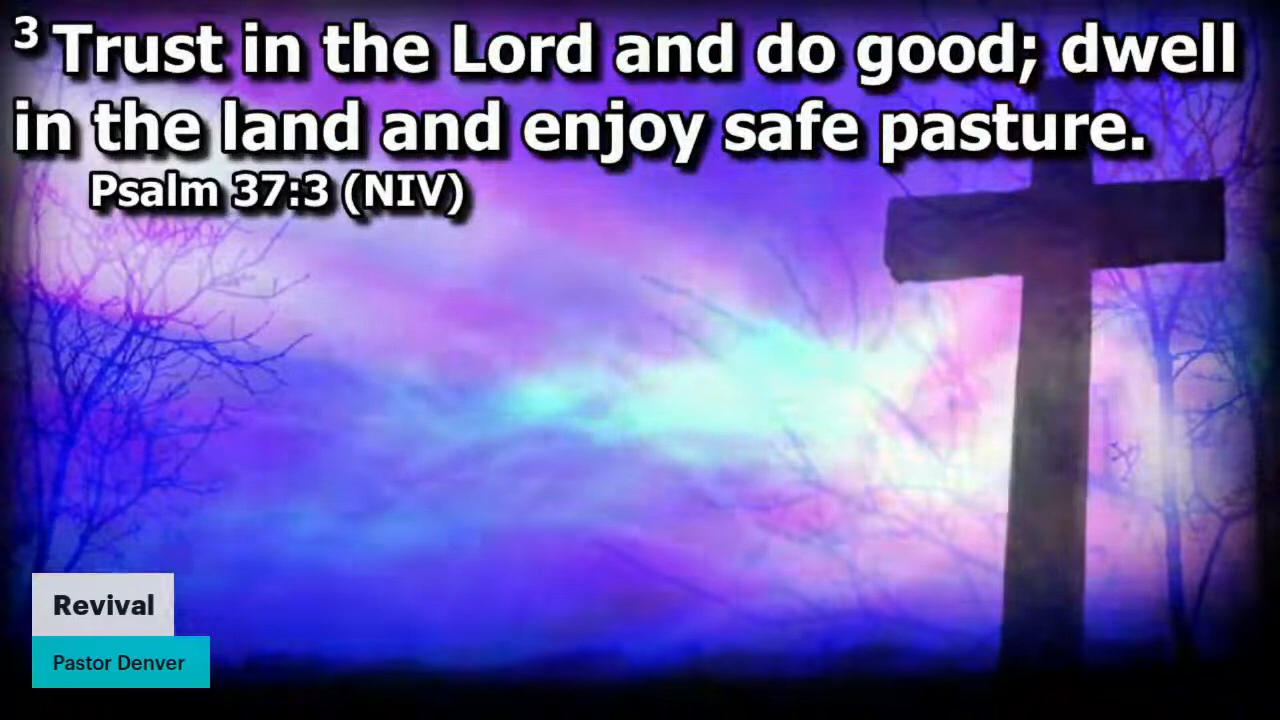 3 Trust in the Lord and do good; dwell
in the land and enjoy safe pasture.
Psalm 37:3 (NIV)
Revival
Pastor Denver